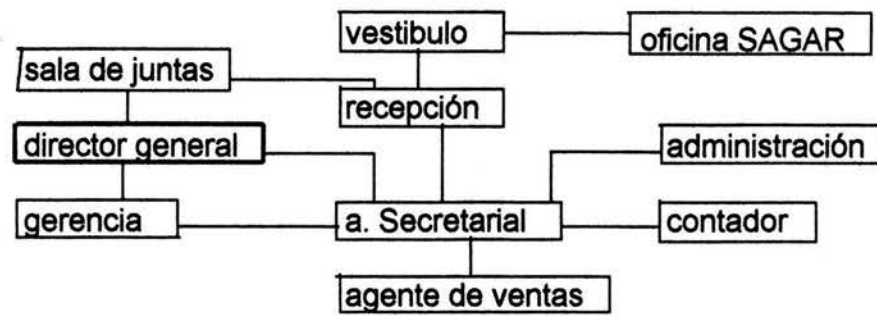 vestibulo
oficina SAGAR
sala de juntas
recepción
director general
administración
gerencia
a. Secretarial
contador
agente de ventas